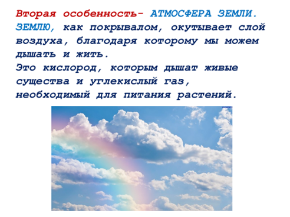 Вторая особенность- АТМОСФЕРА ЗЕМЛИ.
ЗЕМЛЮ, как покрывалом, окутывает слой
воздуха, благодаря которому мы можем
дышать и жить.
Это кислород, которым дышат живые
существа и углекислый газ,
необходимый для питания растений.